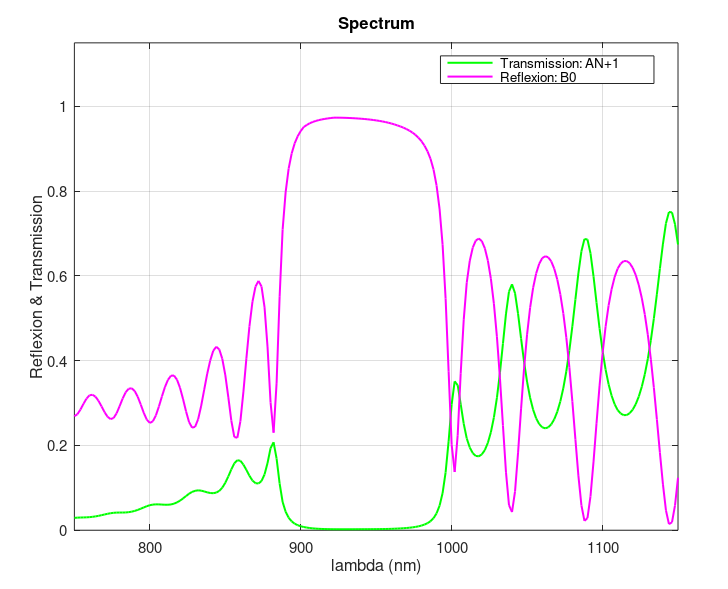 Spectrum
Transmission: AN+1
Reflexion: B0
Reflexion & Transmission
1
0.8
0.6
0.4
0.2
0
800
900
1000
1100
lambda (nm)